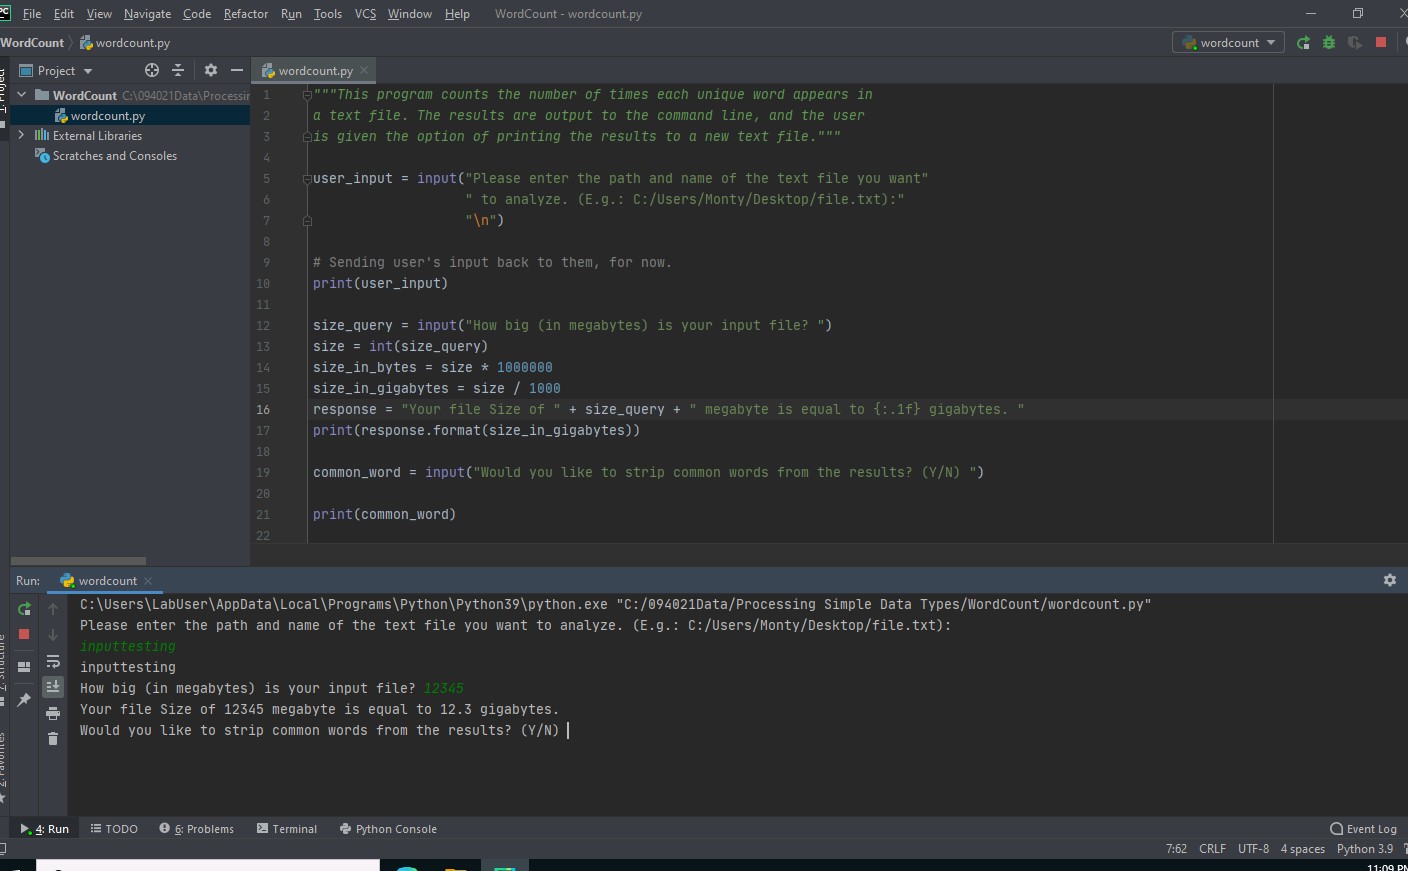 PC File Edit View Navigate Code Refactor Run Tools VCS Window Help WordCount - wordcount.py
WordCount wordcount.py wordcount
Project wordcount.py
WordCount C:\094021Data\Processin
wordcount.py
External Libraries
Scratches and Consoles
1 """This program counts the number of times each unique word appears in
2 a text file. The results are output to the command line, and the user
3 is given the option of printing the results to a new text file."""
4
5 user_input = input("Please enter the path and name of the text file you want"
6 " to analyze. (E.g.: C:/Users/Monty/Desktop/file.txt):"
7 "\n")
8
9 # Sending user's input back to them, for now.
10 print(user_input)
11
12 size_query = input("How big (in megabytes) is your input file? ")
13 size = int(size_query)
14 size_in_bytes = size * 1000000
15 size_in_gigabytes = size / 1000
16 response = "Your file Size of " + size_query + " megabyte is equal to {:.1f} gigabytes. "
17 print(response.format(size_in_gigabytes))
18
19 common_word = input("Would you like to strip common words from the results? (Y/N) ")
20
21 print(common_word)
22
Run: wordcount
C:\Users\LabUser\AppData\Local\Programs\Python\Python39\python.exe "C:/094021Data/Processing Simple Data Types/WordCount/wordcount.py"
Please enter the path and name of the text file you want to analyze. (E.g.: C:/Users/Monty/Desktop/file.txt):
inputtesting
inputtesting
How big (in megabytes) is your input file? 12345
Your file Size of 12345 megabyte is equal to 12.3 gigabytes.
Would you like to strip common words from the results? (Y/N)
4: Run TODO 6: Problems Terminal Python Console Event Log
7:62 CRLF UTF-8 4 spaces Python 3.9
11:09 PM